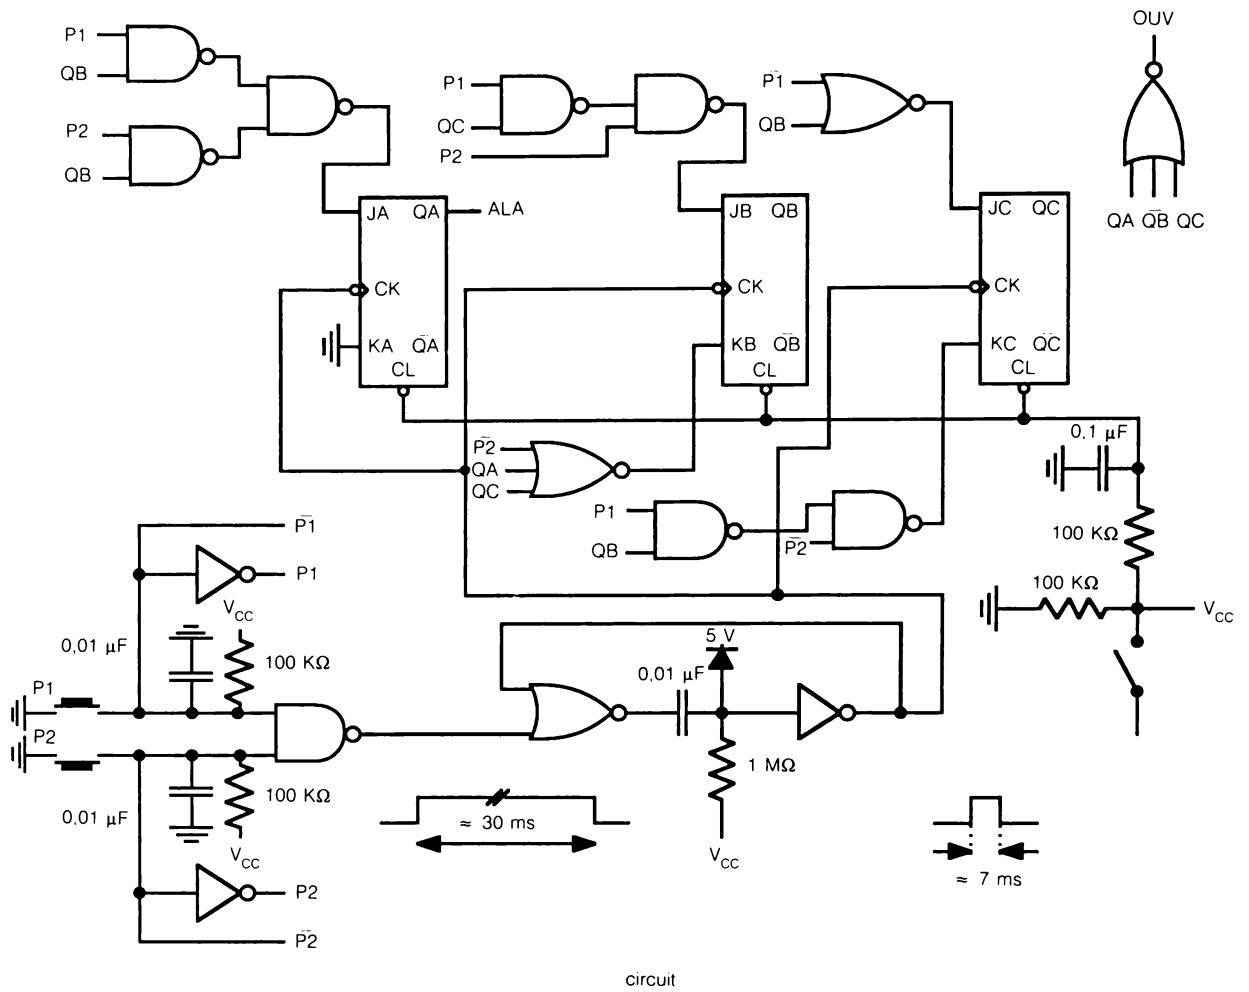 OUV
P1
QB
P2
QB
P1
QC
P2
P̄1
QB
QA Q̄B QC
JA QA ALA
CK
KA Q̄A
CL
JB QB
CK
KB Q̄B
CL
JC QC
CK
KC Q̄C
CL
P̄2
QA
QC
P1
QB
P̄2
0,1 µF
100 KΩ
100 KΩ
VCC
P̄1
P1
VCC
0,01 µF
100 KΩ
P1
P2
0,01 µF
100 KΩ
VCC
P2
P̄2
5 V
0,01 µF
1 MΩ
VCC
≈ 30 ms
≈ 7 ms
circuit